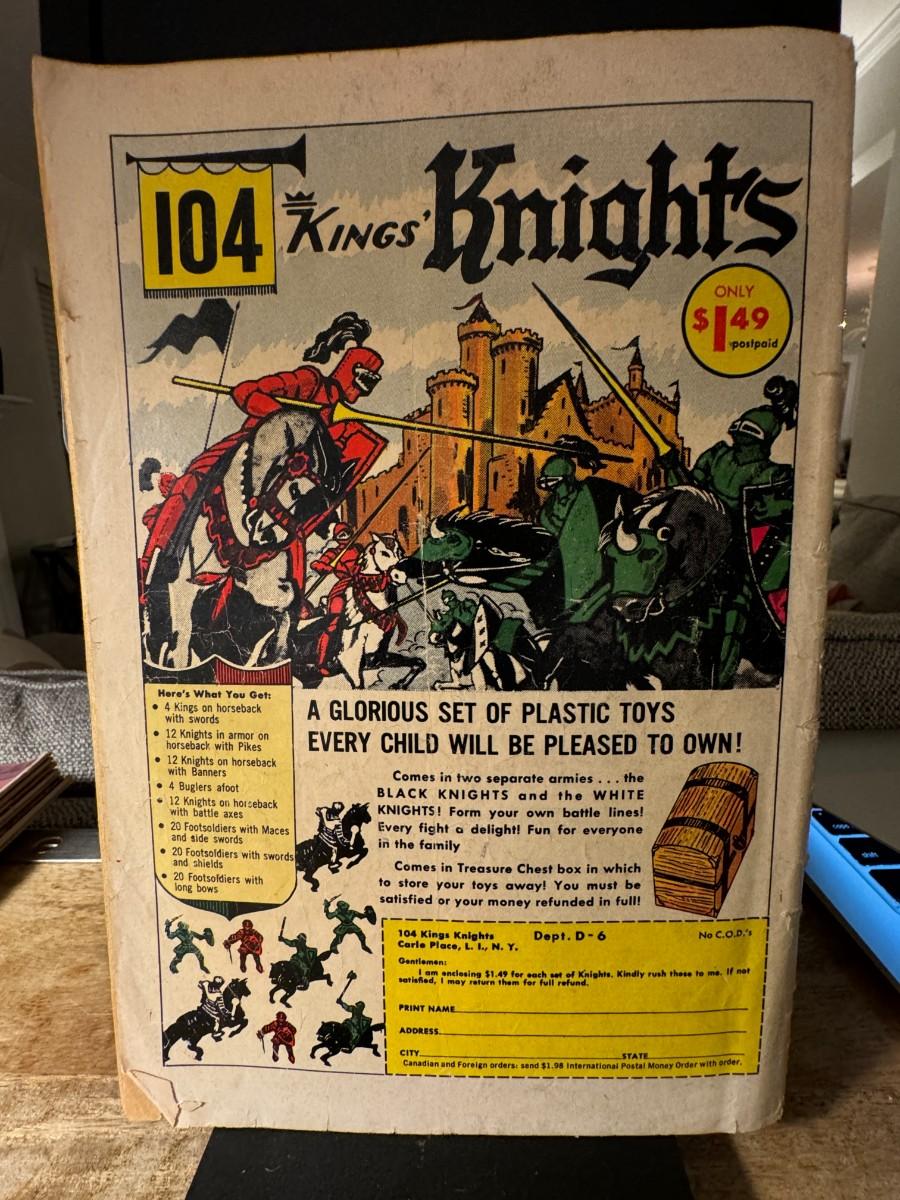 104
KINGS' Knights
ONLY
$1.49
postpaid
Here's What You Get:
• 4 Kings on horseback
with swords
• 12 Knights in armor on
horseback with Pikes
• 12 Knights on horseback
with Banners
• 4 Buglers afoot
• 12 Knights on horseback
with battle axes
• 20 Footsoldiers with Maces
and side swords
• 20 Footsoldiers with swords
and shields
• 20 Footsoldiers with
long bows
A GLORIOUS SET OF PLASTIC TOYS
EVERY CHILD WILL BE PLEASED TO OWN!
Comes in two separate armies . . . the
BLACK KNIGHTS and the WHITE
KNIGHTS! Form your own battle lines!
Every fight a delight! Fun for everyone
in the family
Comes in Treasure Chest box in which
to store your toys away! You must be
satisfied or your money refunded in full!
104 Kings Knights Dept. D-6 No C.O.D.'s
Carle Place, L. I., N. Y.
Gentlemen:
I am enclosing $1.49 for each set of Knights. Kindly rush these to me. If not
satisfied, I may return them for full refund.
PRINT NAME
ADDRESS
CITY STATE
Canadian and Foreign orders: send $1.98 International Postal Money Order with order.
caps
shift